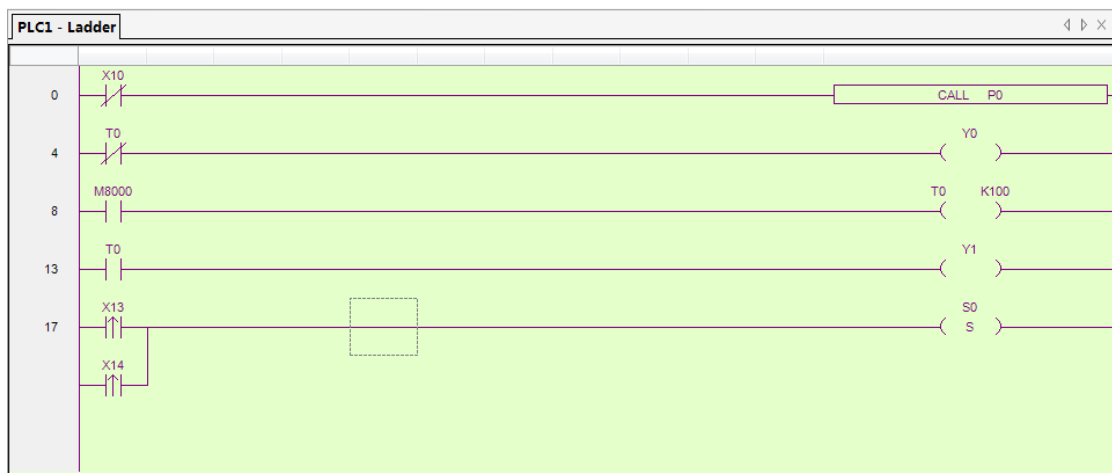 PLC1 - Ladder
X10
0 CALL P0
T0 Y0
4
M8000 T0 K100
8
T0 Y1
13
X13 S0
17 S
X14